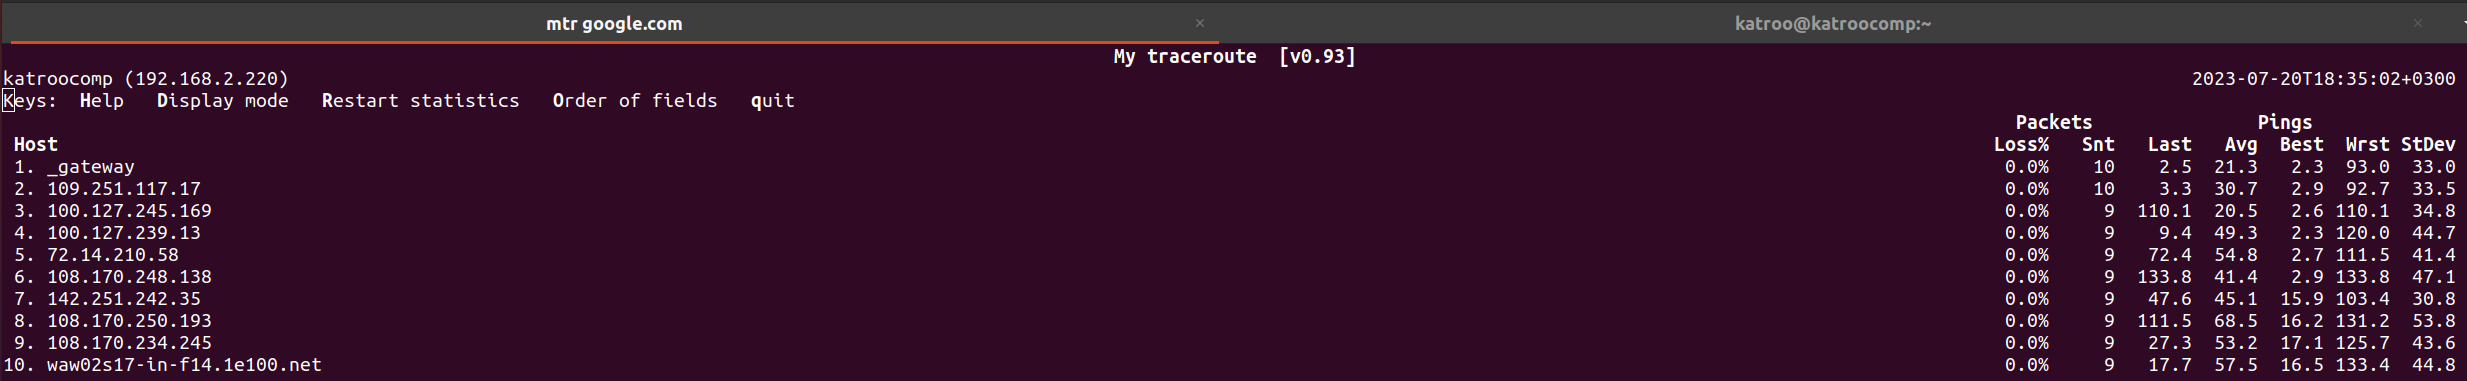 mtr google.com × katroo@katroocomp:~ ×
My traceroute [v0.93]
katroocomp (192.168.2.220) 2023-07-20T18:35:02+0300
Keys: Help Display mode Restart statistics Order of fields quit
Packets Pings
Host Loss% Snt Last Avg Best Wrst StDev
1. _gateway 0.0% 10 2.5 21.3 2.3 93.0 33.0
2. 109.251.117.17 0.0% 10 3.3 30.7 2.9 92.7 33.5
3. 100.127.245.169 0.0% 9 110.1 20.5 2.6 110.1 34.8
4. 100.127.239.13 0.0% 9 9.4 49.3 2.3 120.0 44.7
5. 72.14.210.58 0.0% 9 72.4 54.8 2.7 111.5 41.4
6. 108.170.248.138 0.0% 9 133.8 41.4 2.9 133.8 47.1
7. 142.251.242.35 0.0% 9 47.6 45.1 15.9 103.4 30.8
8. 108.170.250.193 0.0% 9 111.5 68.5 16.2 131.2 53.8
9. 108.170.234.245 0.0% 9 27.3 53.2 17.1 125.7 43.6
10. waw02s17-in-f14.1e100.net 0.0% 9 17.7 57.5 16.5 133.4 44.8